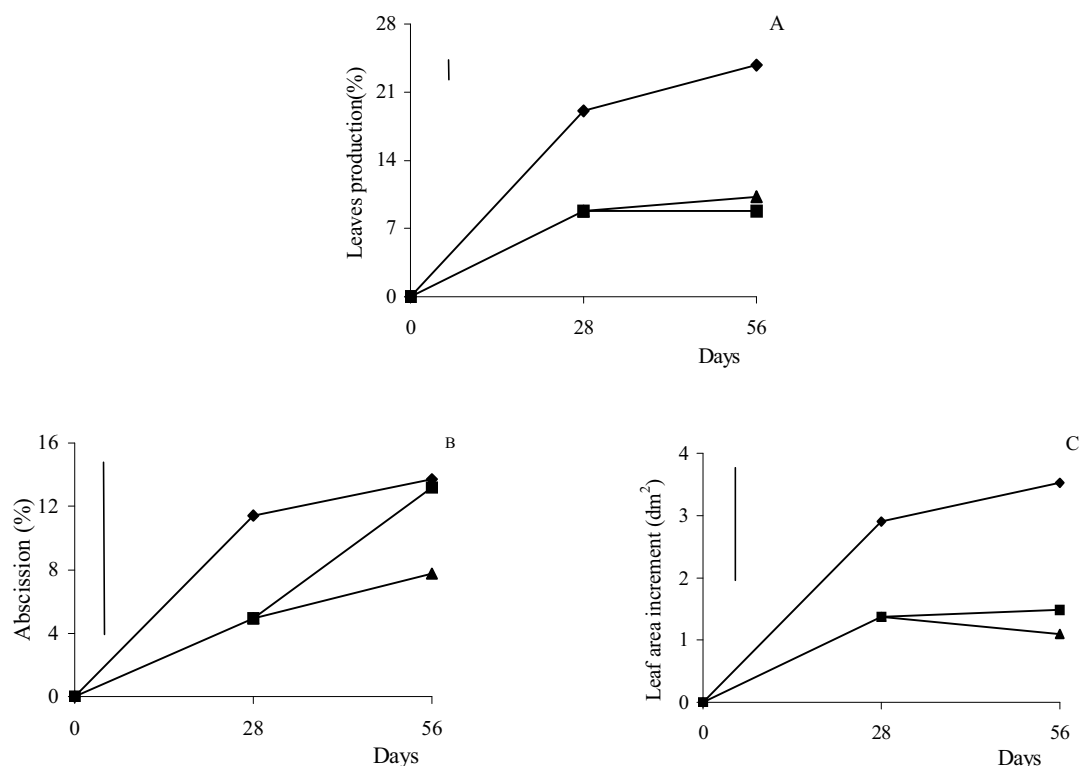 A
Leaves production(%)
28
21
14
7
0
0 28 56
Days
B
Abscission (%)
16
12
8
4
0
0 28 56
Days
C
Leaf area increment (dm²)
4
3
2
1
0
0 28 56
Days